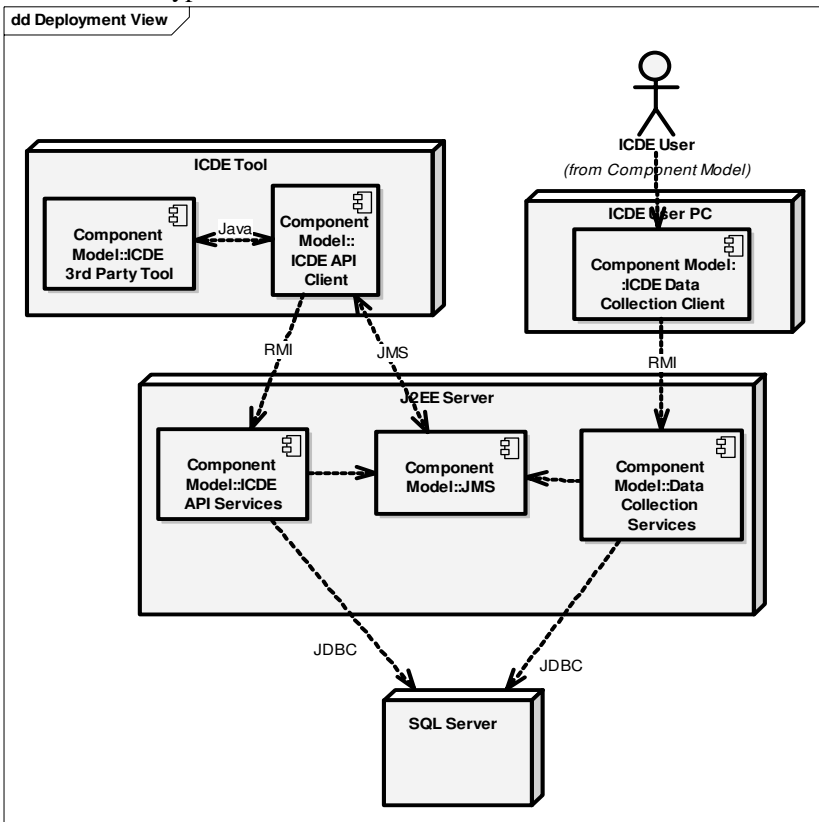 dd Deployment View
ICDE User
(from Component Model)
ICDE Tool
Component
Model::ICDE
3rd Party Tool
Java
Component
Model::
ICDE API
Client
ICDE User PC
Component Model:
:ICDE Data
Collection Client
RMI
JMS
RMI
J2EE Server
Component
Model::ICDE
API Services
Component
Model::JMS
Component
Model::Data
Collection
Services
JDBC
JDBC
SQL Server